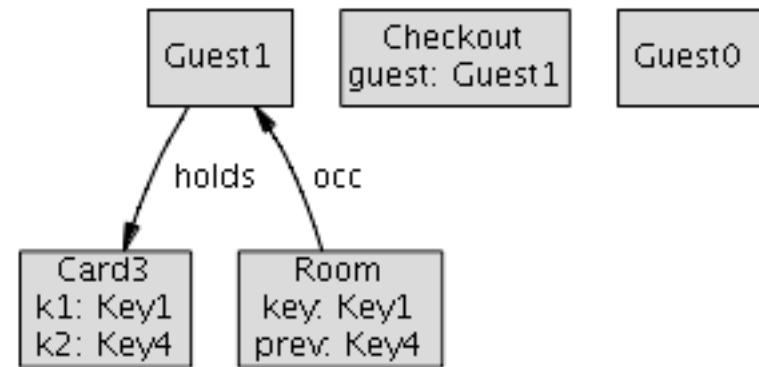 Guest1
Checkout
guest: Guest1
Guest0
holds
occ
Card3
k1: Key1
k2: Key4
Room
key: Key1
prev: Key4